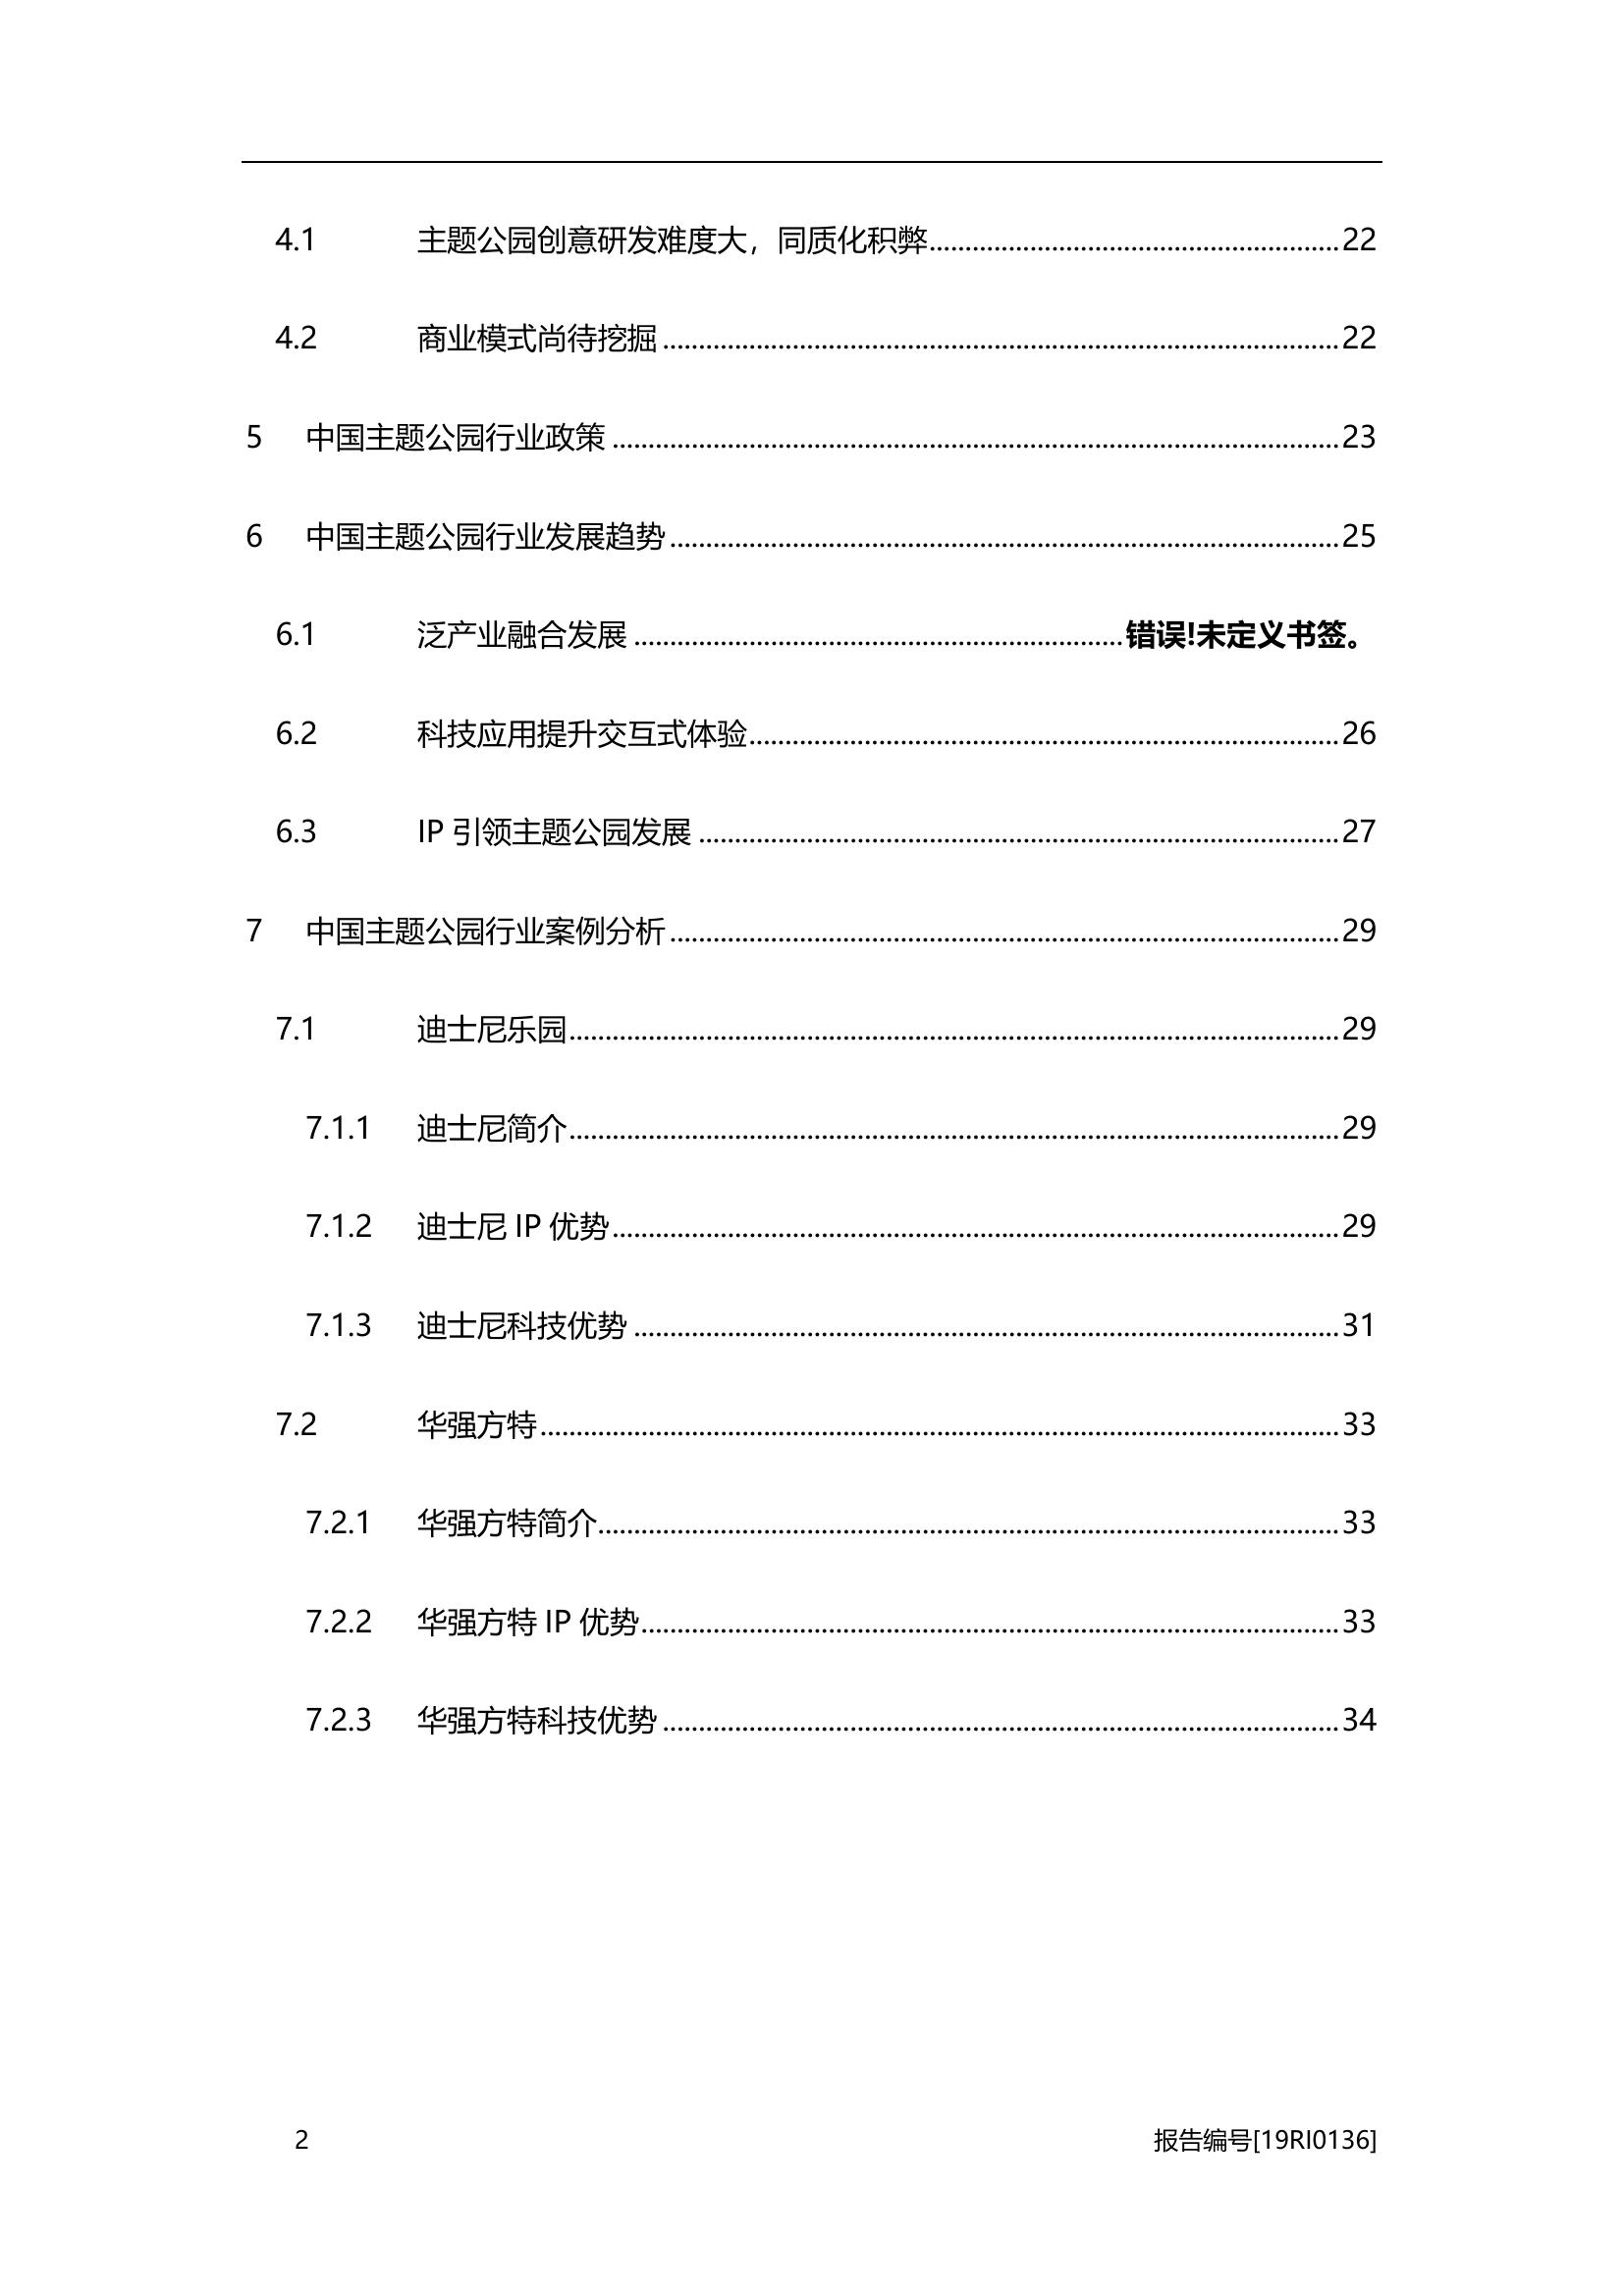 4.1 主题公园创意研发难度大，同质化积弊........................................................22
4.2 商业模式尚待挖掘........................................................22
5 中国主题公园行业政策........................................................23
6 中国主题公园行业发展趋势........................................................25
6.1 泛产业融合发展........................................................错误!未定义书签。
6.2 科技应用提升交互式体验........................................................26
6.3 IP 引领主题公园发展........................................................27
7 中国主题公园行业案例分析........................................................29
7.1 迪士尼乐园........................................................29
7.1.1 迪士尼简介........................................................29
7.1.2 迪士尼 IP 优势........................................................29
7.1.3 迪士尼科技优势........................................................31
7.2 华强方特........................................................33
7.2.1 华强方特简介........................................................33
7.2.2 华强方特 IP 优势........................................................33
7.2.3 华强方特科技优势........................................................34
2 报告编号[19RI0136]